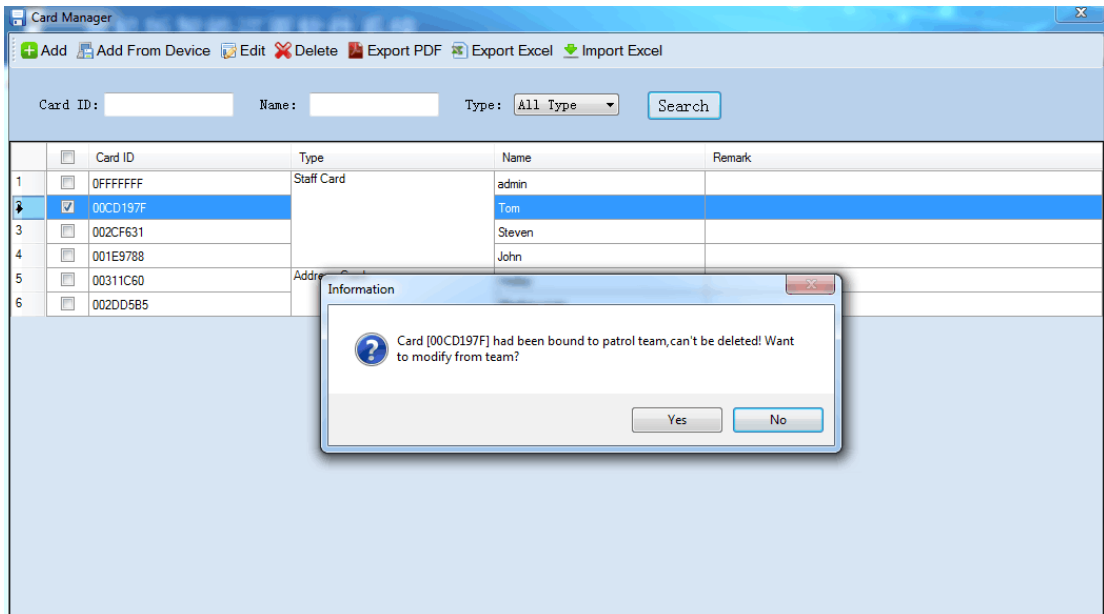 Card Manager
Add Add From Device Edit Delete Export PDF Export Excel Import Excel
Card ID: Name: Type: All Type Search
Card ID Type Name Remark
1 0FFFFFFF Staff Card admin
00CD197F Tom
3 002CF631 Steven
4 001E9788 John
5 00311C60
6 002DD5B5
Information
Card [00CD197F] had been bound to patrol team,can't be deleted! Want
to modify from team?
Yes No